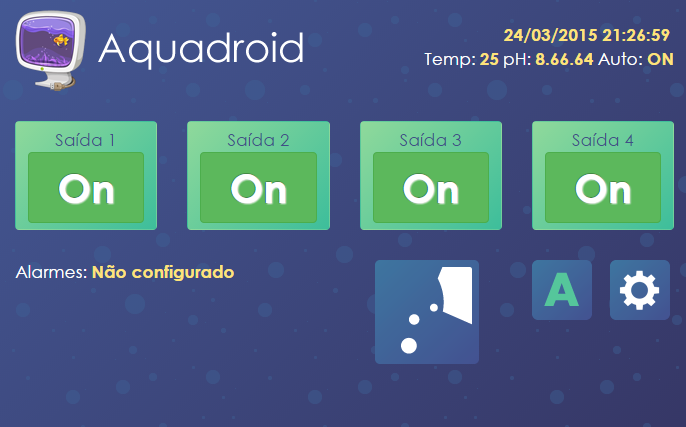 Aquadroid
24/03/2015 21:26:59
Temp: 25 pH: 8.66.64 Auto: ON
Saída 1
Saída 2
Saída 3
Saída 4
On
On
On
On
Alarmes: Não configurado
A